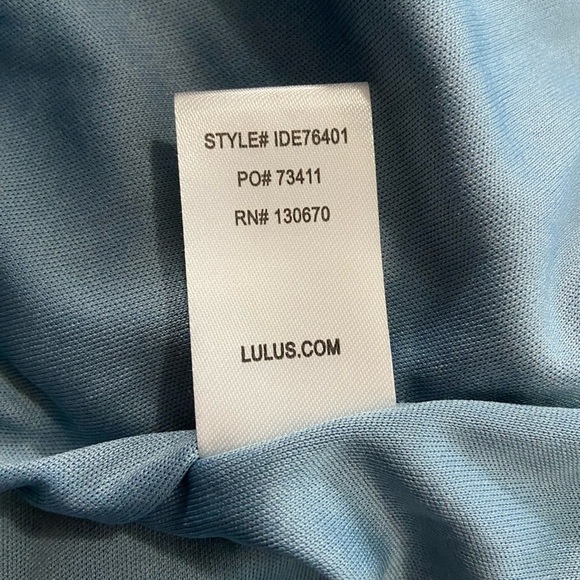 STYLE# IDE76401
PO# 73411
RN# 130670
LULUS.COM